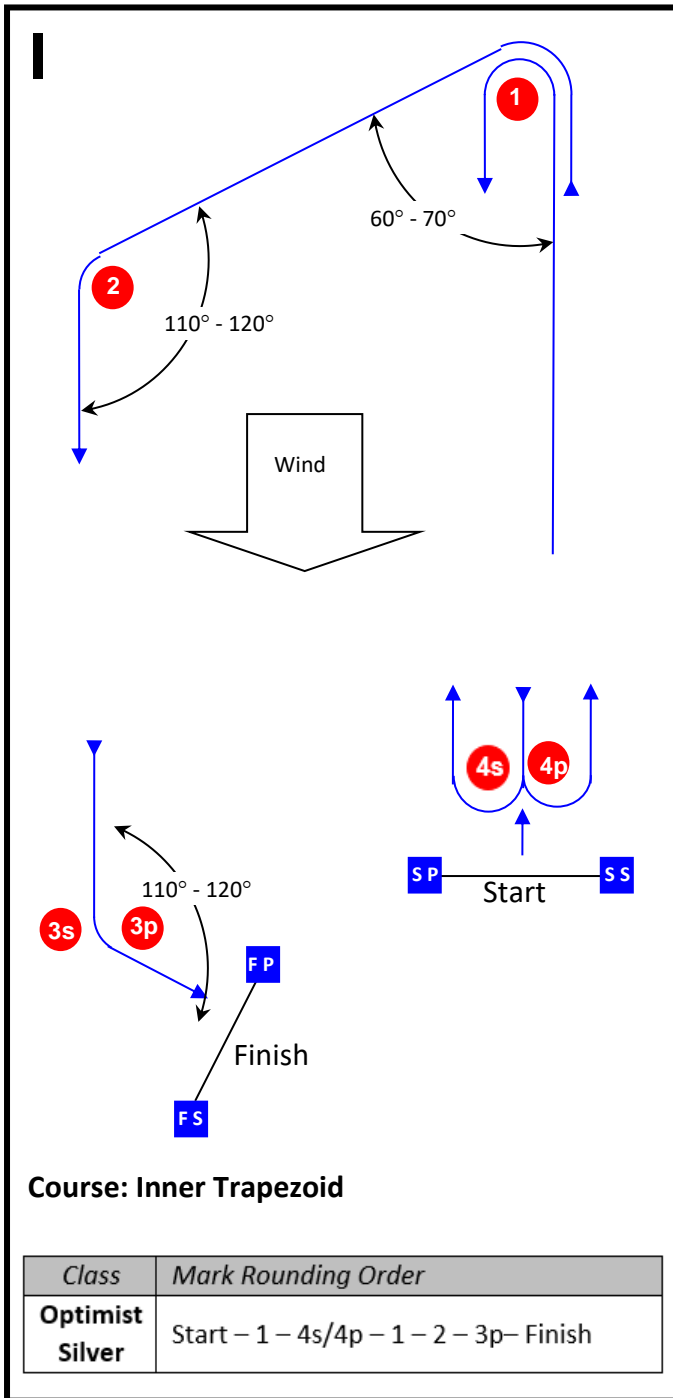 I
1
60° - 70°
2
110° - 120°
Wind
4s 4p
S P S S
Start
110° - 120°
3s 3p
F P
Finish
F S
Course: Inner Trapezoid
Class Mark Rounding Order
Optimist Silver Start – 1 – 4s/4p – 1 – 2 – 3p– Finish